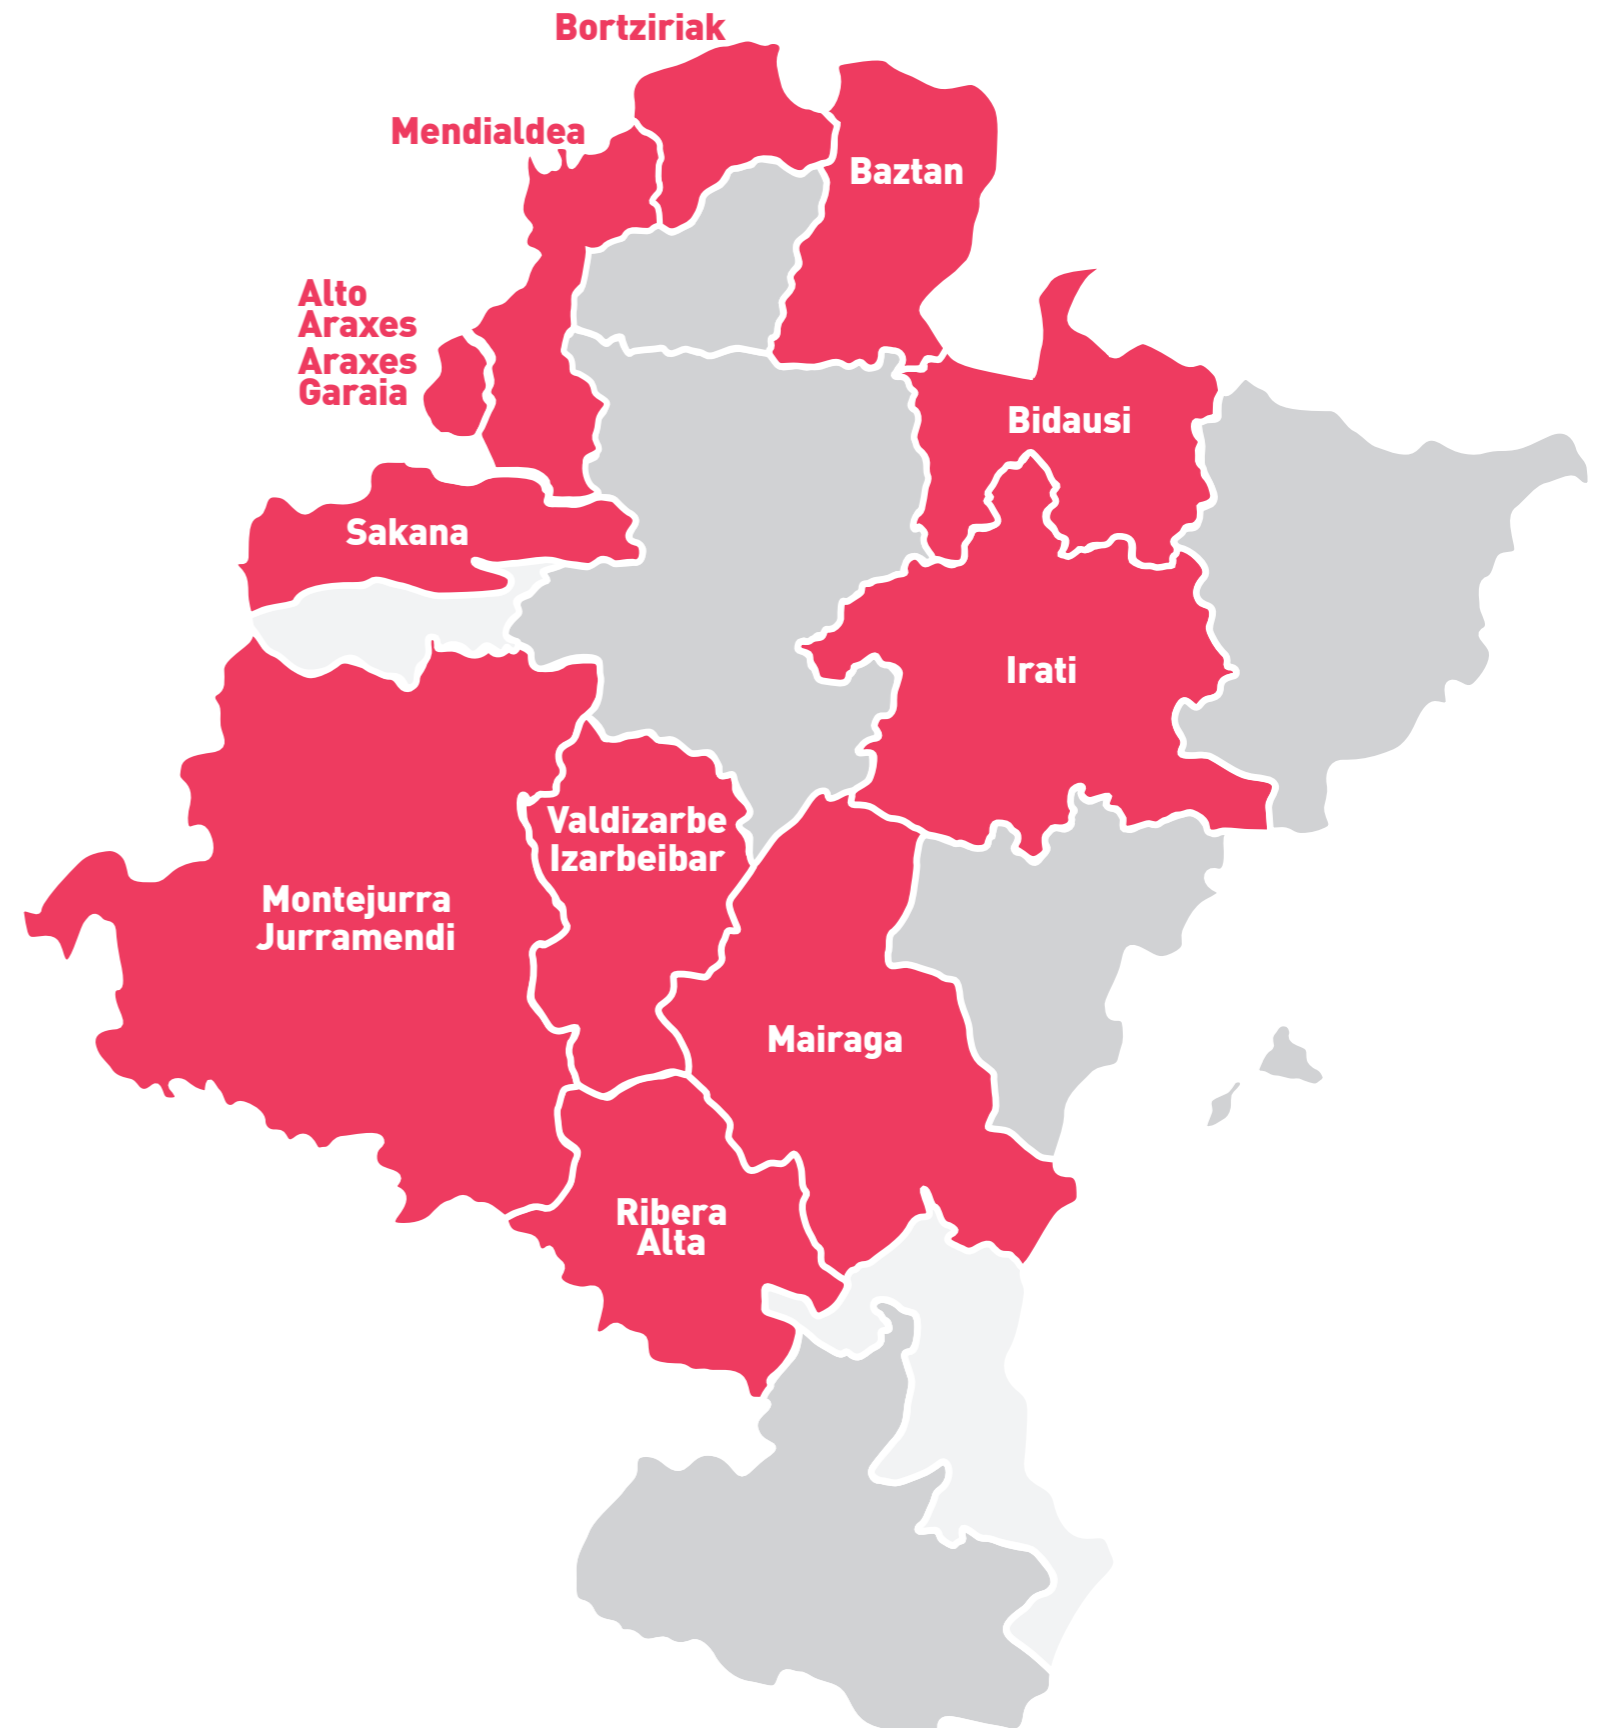 Bortziriak
Mendialdea
Baztan
Alto
Araxes
Araxes
Garaia
Bidausi
Sakana
Irati
Valdizarbe
Izarbeibar
Montejurra
Jurramendi
Mairaga
Ribera
Alta